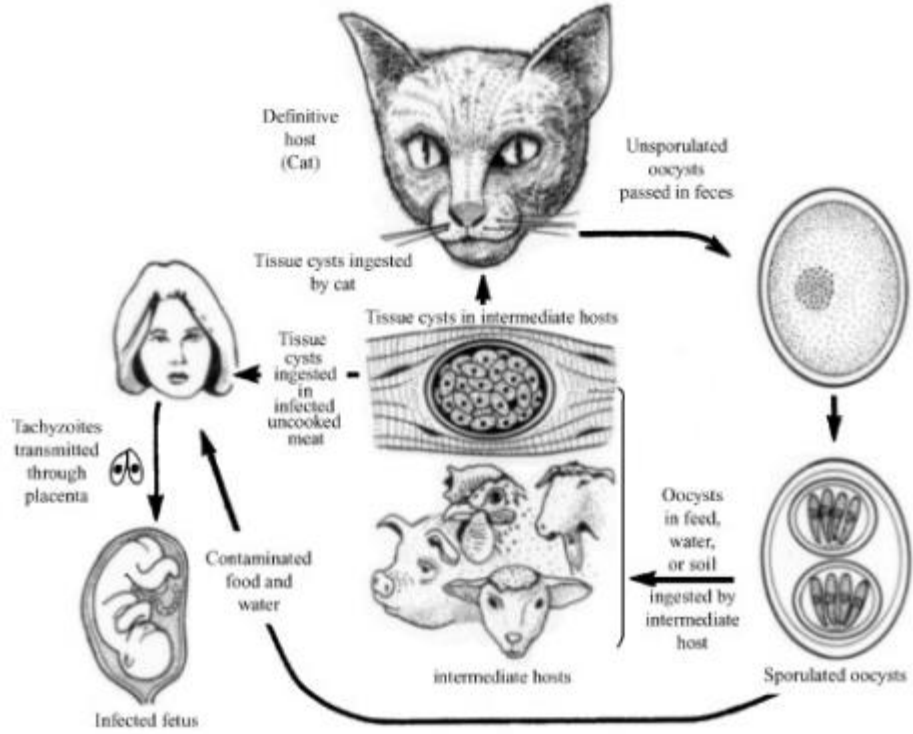 Definitive
host
(Cat)
Unsporulated
oocysts
passed in feces
Tissue cysts ingested
by cat
Tissue cysts in intermediate hosts
Tissue
cysts
ingested
in
infected
uncooked
meat
Tachyzoites
transmitted
through
placenta
Oocysts
in feed,
water,
or soil
ingested by
intermediate
host
Contaminated
food and
water
intermediate hosts
Sporulated oocysts
Infected fetus